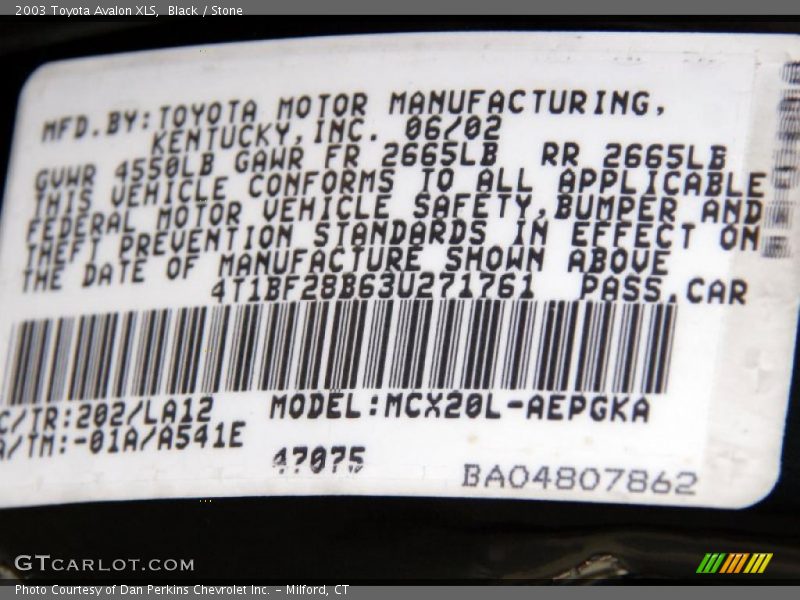 2003 Toyota Avalon XLS, Black / Stone
MFD.BY:TOYOTA MOTOR MANUFACTURING,
KENTUCKY,INC. 06/02
GVWR 4550LB GAWR FR 2665LB RR 2665LB
THIS VEHICLE CONFORMS TO ALL APPLICABLE
FEDERAL MOTOR VEHICLE SAFETY,BUMPER AND
THEFT PREVENTION STANDARDS IN EFFECT ON
THE DATE OF MANUFACTURE SHOWN ABOVE
4T1BF28B63U271761 PASS.CAR
C/TR:202/LA12 MODEL:MCX20L-AEPGKA
A/TM:-01A/A541E
47075 BA04807862
GTCARLOT.COM
Photo Courtesy of Dan Perkins Chevrolet Inc. - Milford, CT